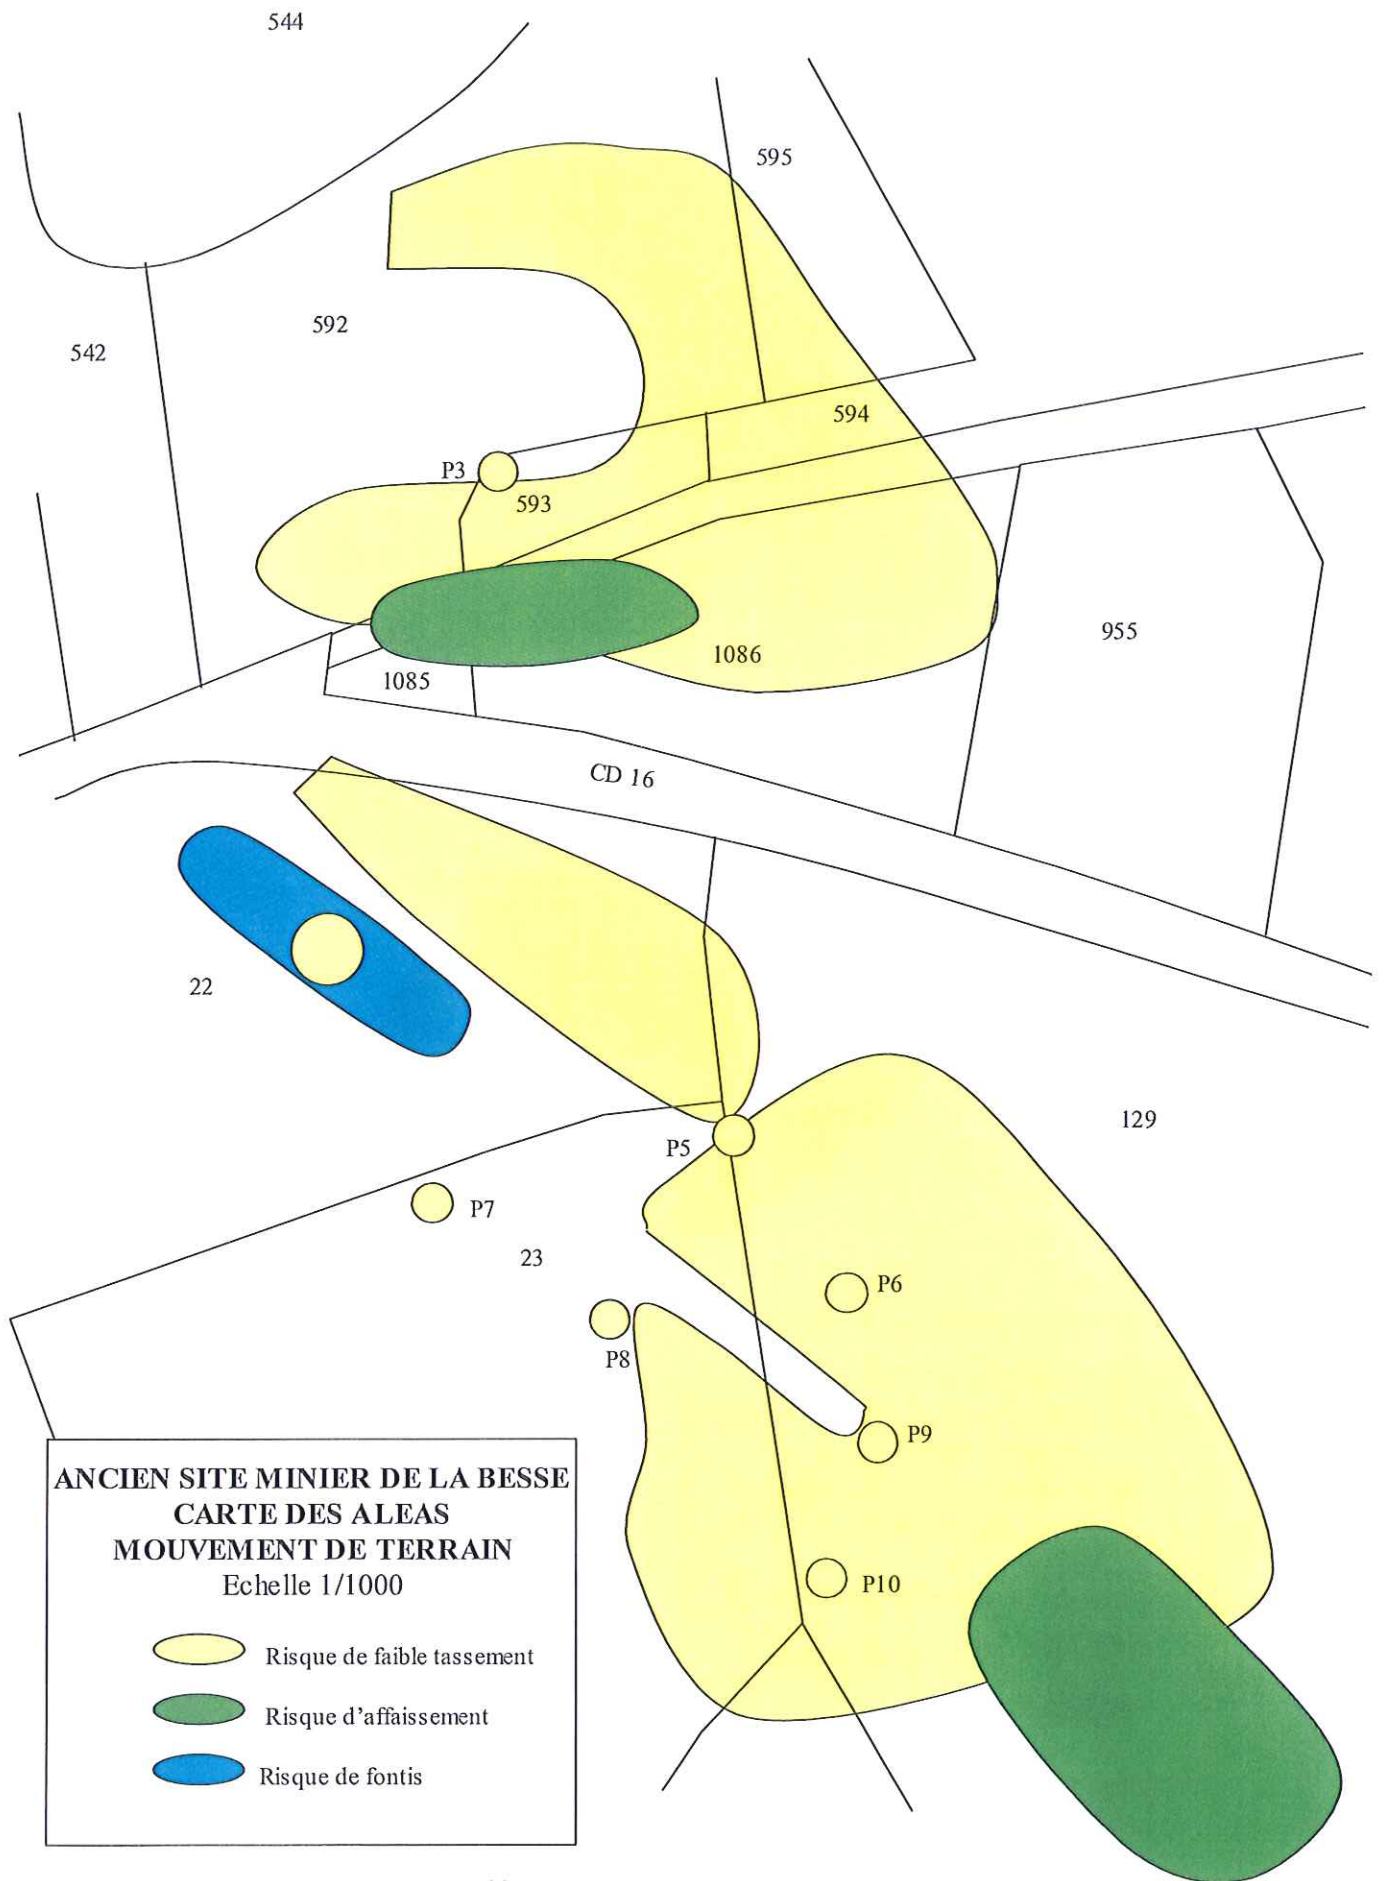 544
595
592
542
594
P3
593
955
1086
1085
CD 16
22
129
P5
P7
23
P6
P8
P9
P10
ANCIEN SITE MINIER DE LA BESSE
CARTE DES ALEAS
MOUVEMENT DE TERRAIN
Echelle 1/1000
Risque de faible tassement
Risque d'affaissement
Risque de fontis